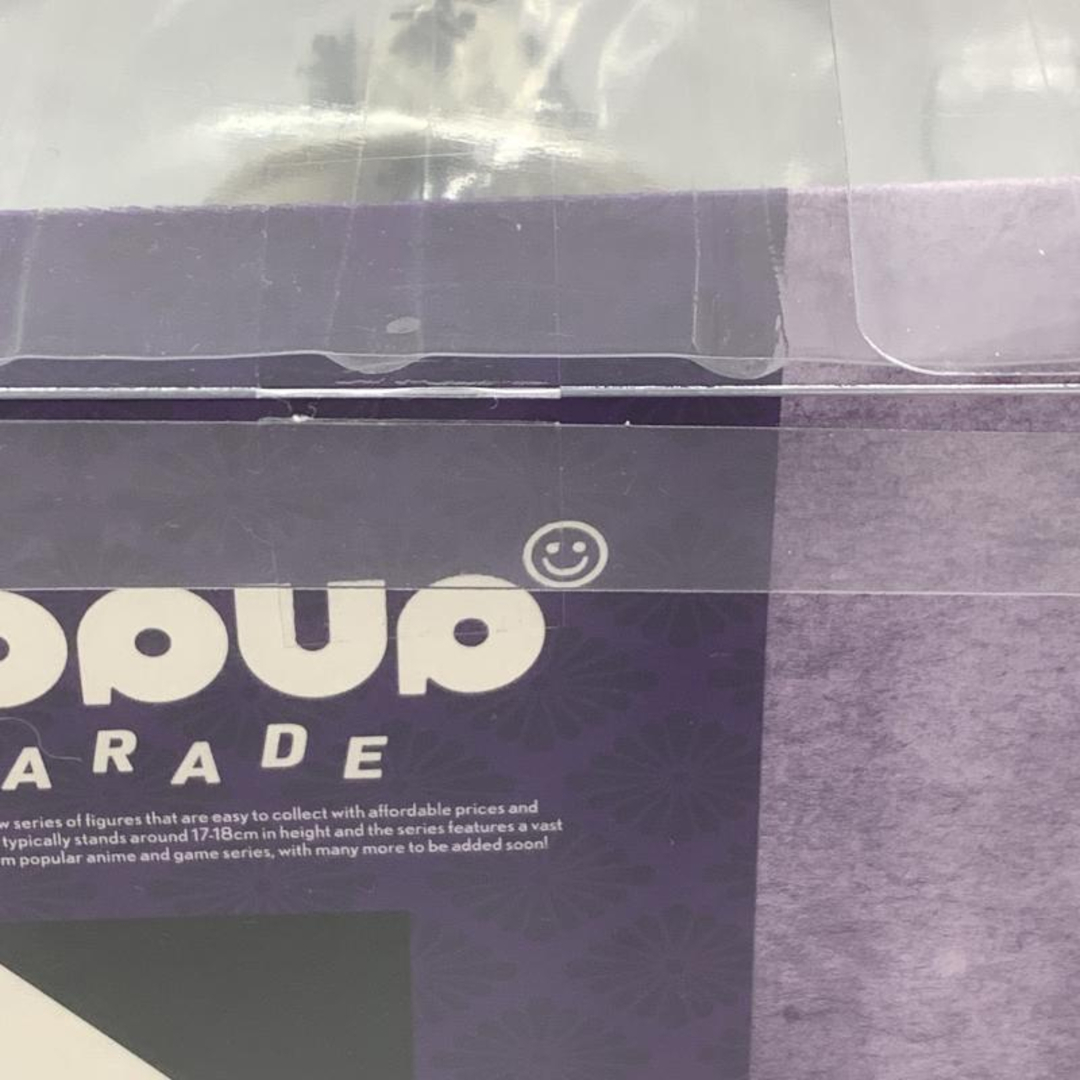 PUP
ARADE
w series of figures that are easy to collect with affordable prices and
typically stands around 17-18cm in height and the series features a vast
m popular anime and game series, with many more to be added soon!